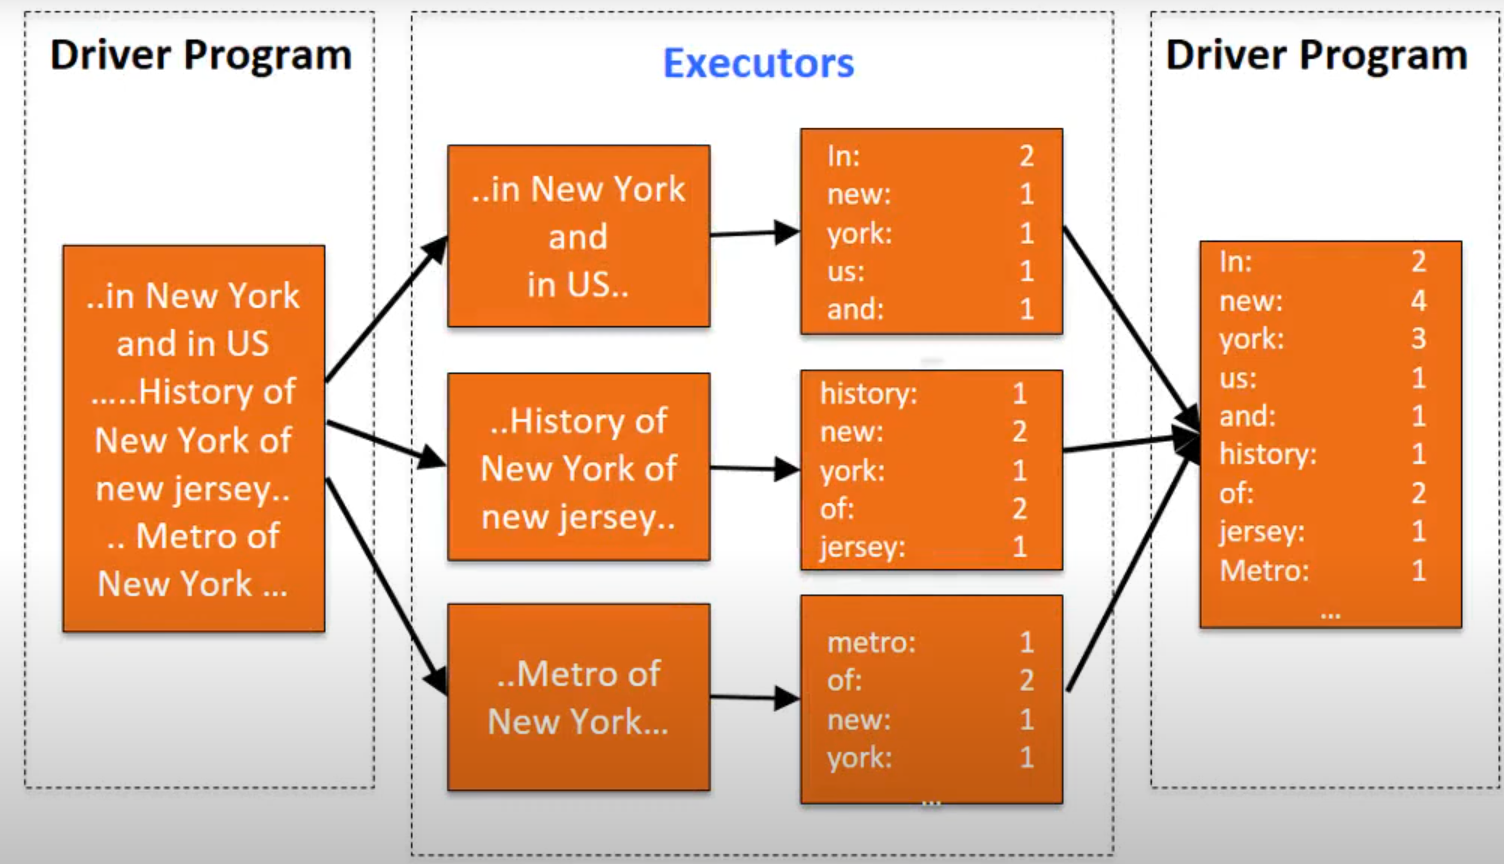 Driver Program
..in New York
and in US
.....History of
New York of
new jersey..
.. Metro of
New York ...
Executors
..in New York
and
in US..
In: 2
new: 1
york: 1
us: 1
and: 1
..History of
New York of
new jersey..
history: 1
new: 2
york: 1
of: 2
jersey: 1
..Metro of
New York...
metro: 1
of: 2
new: 1
york: 1
...
Driver Program
In: 2
new: 4
york: 3
us: 1
and: 1
history: 1
of: 2
jersey: 1
Metro: 1
...